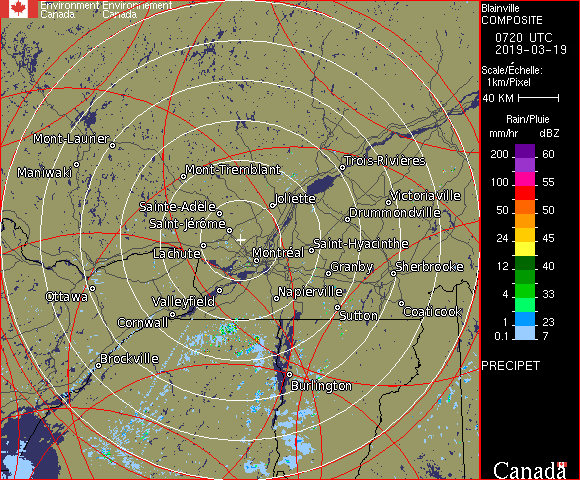 Environment Environnement
Canada Canada
Blainville
COMPOSITE
0720 UTC
2019-03-19
Scale/Échelle:
1km/Pixel
40 KM
Rain/Pluie
mm/hr dBZ
200 60
100 55
50 50
24 45
12 40
4 33
1 23
0.1 7
PRECIPET
Canada
Mont-Laurier
Maniwaki
Mont-Tremblant
Trois-Rivières
Sainte-Adèle
Joliette
Victoriaville
Saint-Jérôme
Drummondville
Lachute
Montréal
Saint-Hyacinthe
Granby
Sherbrooke
Ottawa
Valleyfield
Napierville
Cornwall
Sutton
Coaticook
Brockville
Burlington